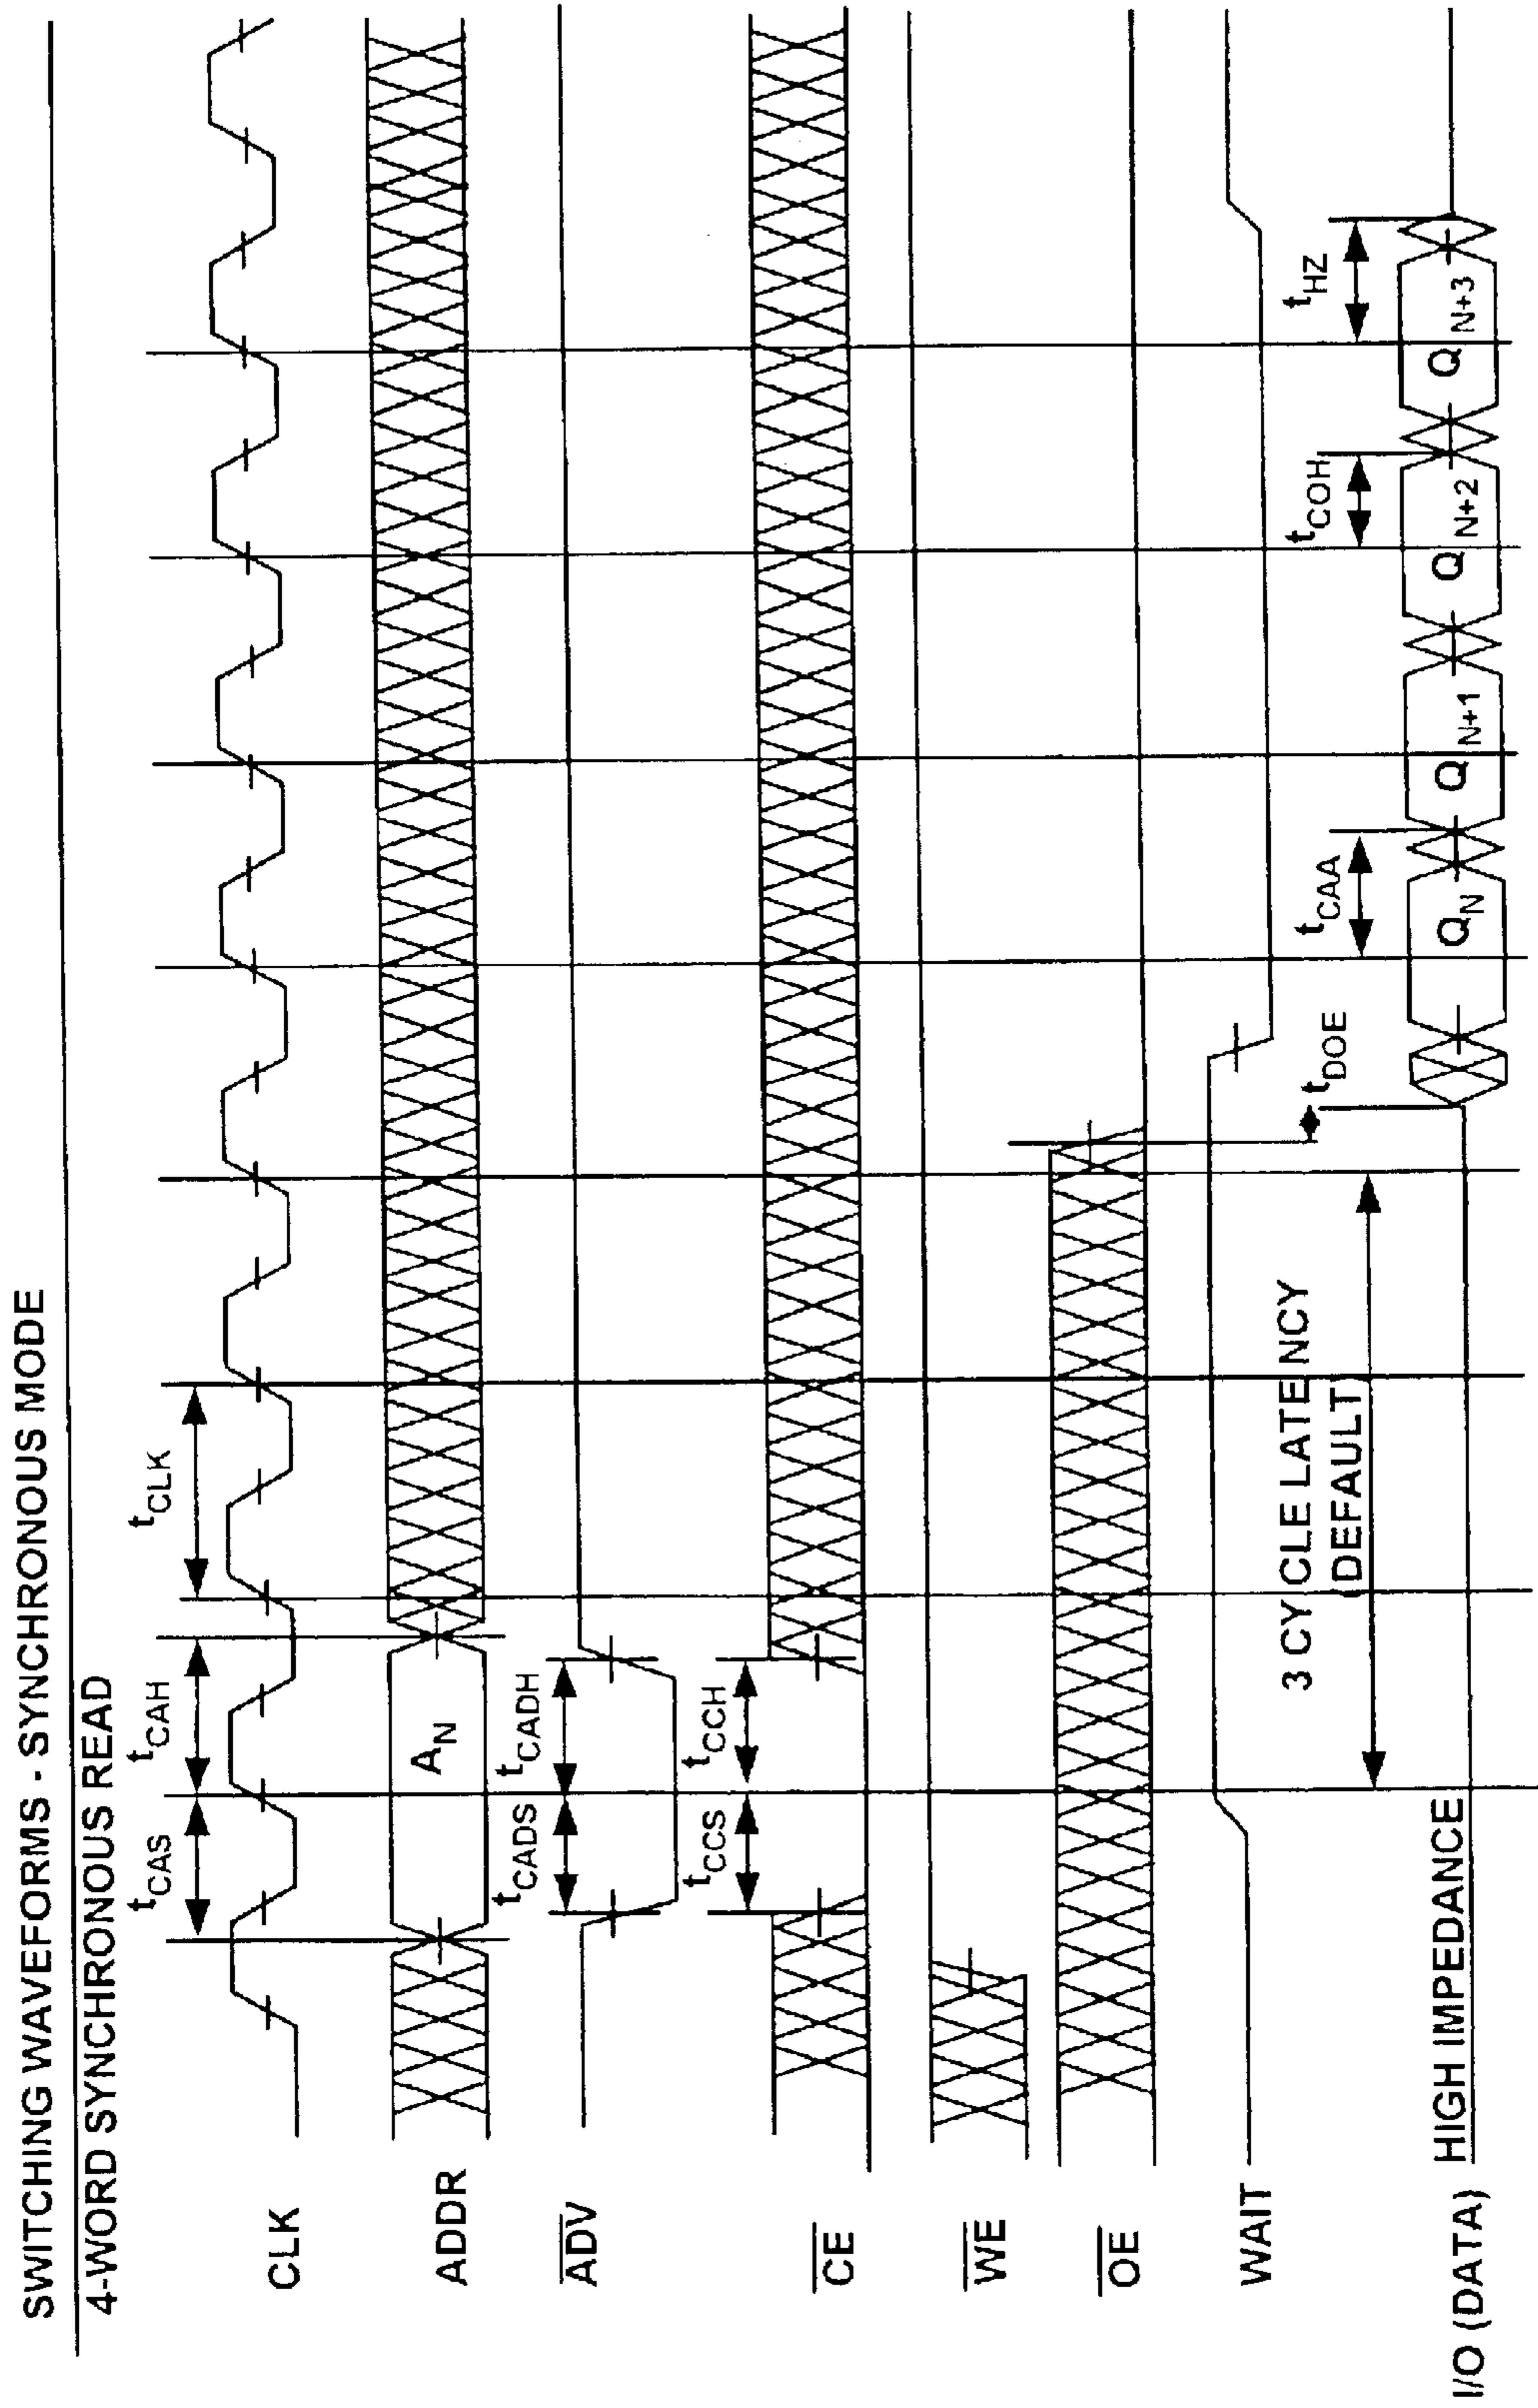 SWITCHING WAVEFORMS - SYNCHRONOUS MODE
4-WORD SYNCHRONOUS READ
tCAS
tCAH
tCLK
CLK
ADDR
AN
tCADS
tCADH
ADV
tCCS
tCCH
CE
WE
OE
WAIT
3 CYCLE LATENCY
(DEFAULT)
tDOE
tCAA
tCOH
tHZ
I/O (DATA)
HIGH IMPEDANCE
QN
QN+1
QN+2
QN+3